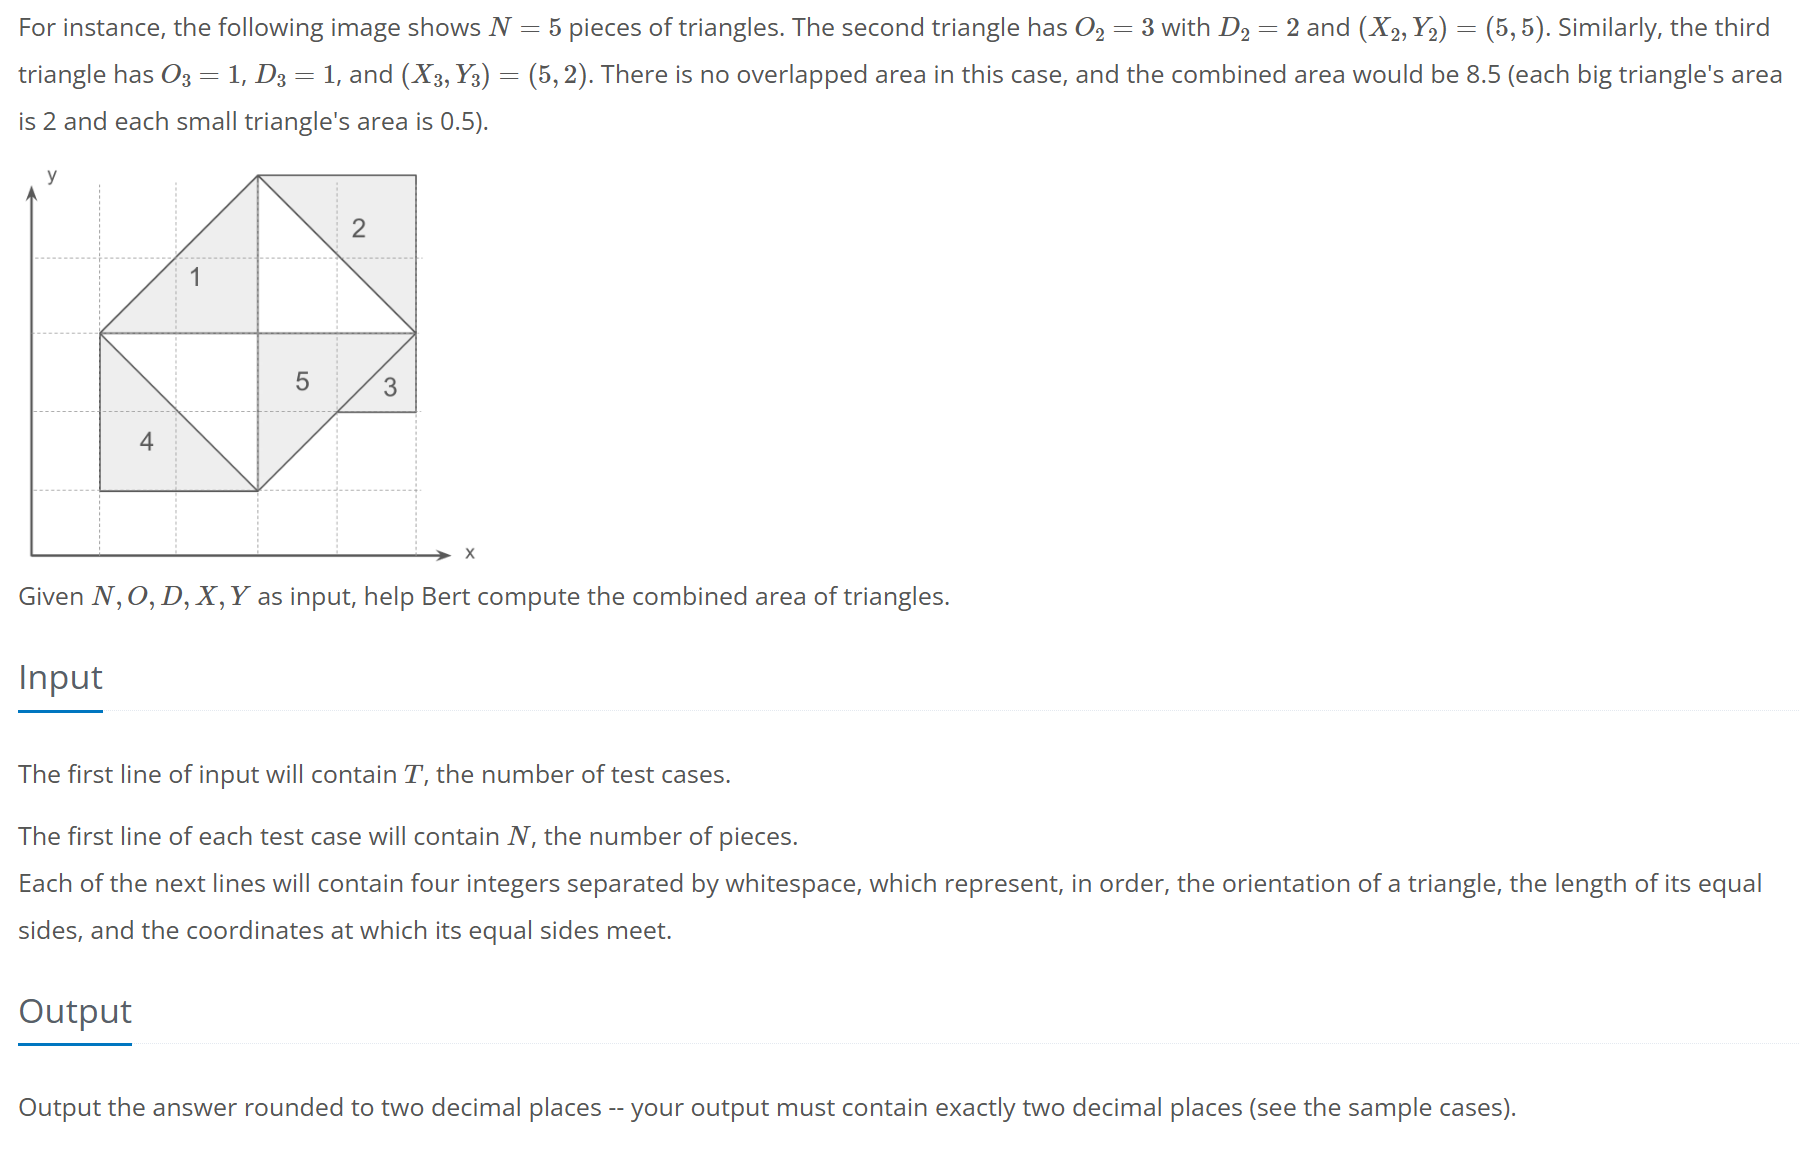 For instance, the following image shows N = 5 pieces of triangles. The second triangle has O₂ = 3 with D₂ = 2 and (X₂, Y₂) = (5, 5). Similarly, the third
triangle has O₃ = 1, D₃ = 1, and (X₃, Y₃) = (5, 2). There is no overlapped area in this case, and the combined area would be 8.5 (each big triangle's area
is 2 and each small triangle's area is 0.5).
y
2
1
5
3
4
x
Given N, O, D, X, Y as input, help Bert compute the combined area of triangles.
Input
The first line of input will contain T, the number of test cases.
The first line of each test case will contain N, the number of pieces.
Each of the next lines will contain four integers separated by whitespace, which represent, in order, the orientation of a triangle, the length of its equal
sides, and the coordinates at which its equal sides meet.
Output
Output the answer rounded to two decimal places -- your output must contain exactly two decimal places (see the sample cases).